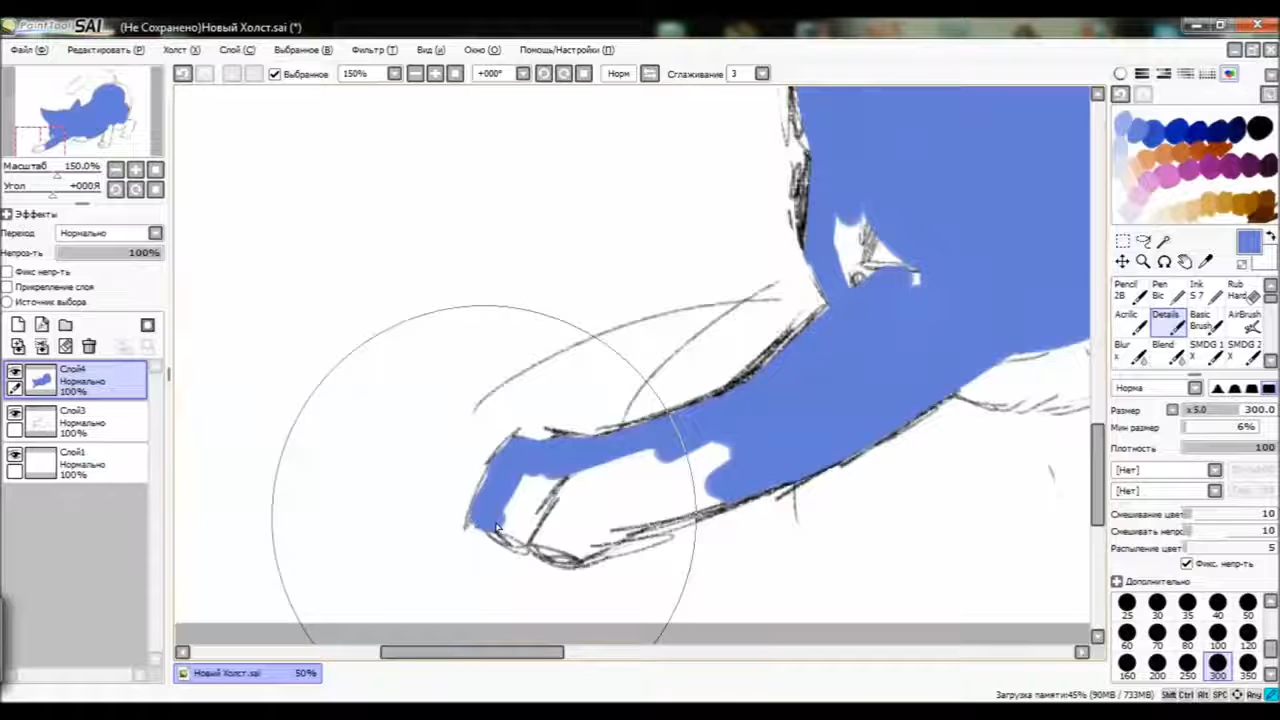 PaintTool SAI (Не Сохранено)Новый Холст.sai (*)
Файл (Ф) Редактировать (P) Холст (X) Слой (C) Выбранное (B) Фильтр (T) Вид (и) Окно (O) Помощь/Настройки (П)
Выбранное 150% +000° Норм Сглаживание 3
Масштаб 150.0%
Угол +000Я
Эффекты
Переход Нормально
Непроз-ть 100%
Фикс непр-ть
Прикрепление слоя
Источник выбора
Слой4
Нормально
100%
Слой3
Нормально
100%
Слой1
Нормально
100%
Pencil 2B Pen Bic Ink S 7 Rub Hard
Acrilic Details Basic Brush AirBrush
Blur x Blend SMDG 1 X SMDG 2 X
Норма
Размер x 5.0 300.0
Мин размер 6%
Плотность 100
[Нет]
[Нет]
Смешивание цвет 10
Смешивать непро 10
Распыление цвет 5
Фикс. непр-ть
Дополнительно
25 30 35 40 50
60 70 80 100 120
160 200 250 300 350
Новый Холст.sai 50%
Загрузка памяти:45% (90MB / 733MB) Shift Ctrl Alt SPC Any